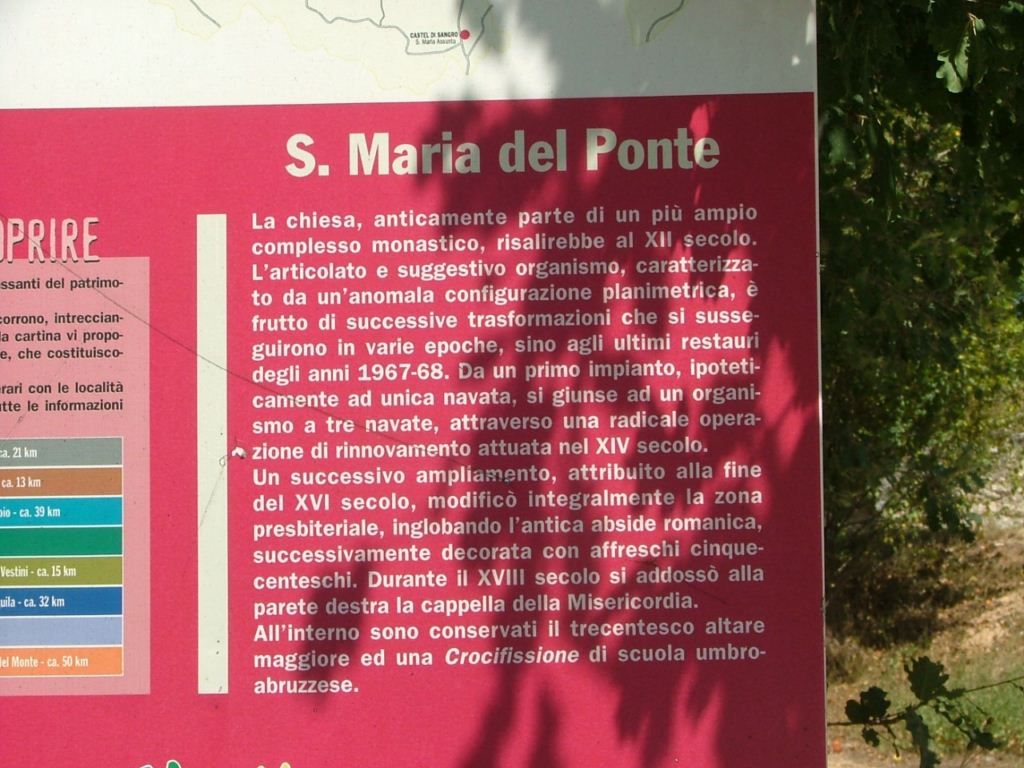 CASTEL DI SANGRO
S. Maria Assunta
S. Maria del Ponte
La chiesa, anticamente parte di un più ampio
complesso monastico, risalirebbe al XII secolo.
L'articolato e suggestivo organismo, caratterizza-
to da un'anomala configurazione planimetrica, è
frutto di successive trasformazioni che si susse-
guirono in varie epoche, sino agli ultimi restauri
degli anni 1967-68. Da un primo impianto, ipoteti-
camente ad unica navata, si giunse ad un organi-
smo a tre navate, attraverso una radicale opera-
zione di rinnovamento attuata nel XIV secolo.
Un successivo ampliamento, attribuito alla fine
del XVI secolo, modificò integralmente la zona
presbiteriale, inglobando l'antica abside romanica,
successivamente decorata con affreschi cinque-
centeschi. Durante il XVIII secolo si addossò alla
parete destra la cappella della Misericordia.
All'interno sono conservati il trecentesco altare
maggiore ed una Crocifissione di scuola umbro-
abruzzese.
OPRIRE
ssanti del patrimo-
corrono, intreccian-
la cartina vi propo-
e, che costituisco-
rari con le località
tte le informazioni
ca. 21 km
ca. 13 km
pio - ca. 39 km
Vestini - ca. 15 km
uila - ca. 32 km
del Monte - ca. 50 km